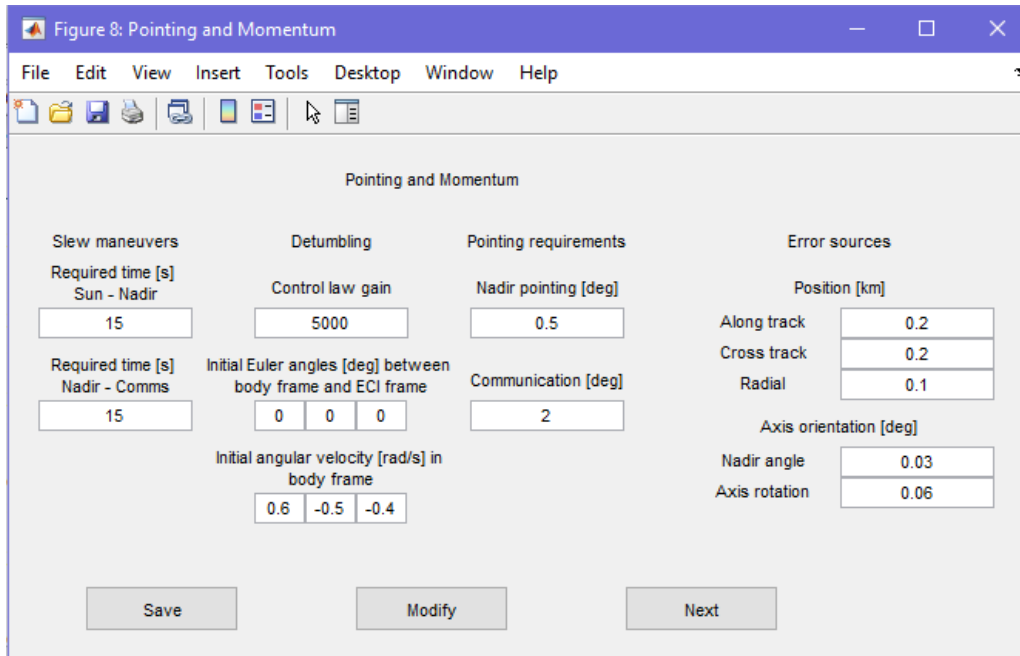 Figure 8: Pointing and Momentum
File Edit View Insert Tools Desktop Window Help
Pointing and Momentum
Slew maneuvers
Required time [s]
Sun - Nadir
15
Required time [s]
Nadir - Comms
15
Detumbling
Control law gain
5000
Initial Euler angles [deg] between
body frame and ECI frame
0 0 0
Initial angular velocity [rad/s] in
body frame
0.6 -0.5 -0.4
Pointing requirements
Nadir pointing [deg]
0.5
Communication [deg]
2
Error sources
Position [km]
Along track 0.2
Cross track 0.2
Radial 0.1
Axis orientation [deg]
Nadir angle 0.03
Axis rotation 0.06
Save Modify Next